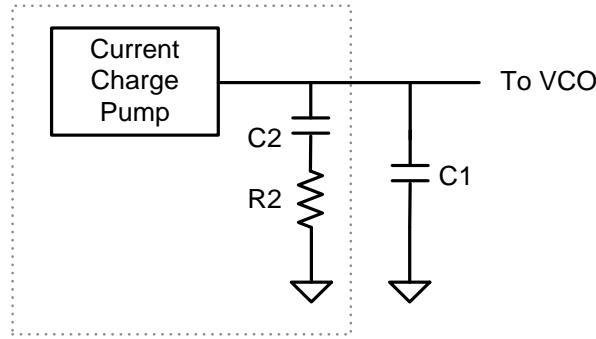 Current
Charge
Pump
To VCO
C2
C1
R2